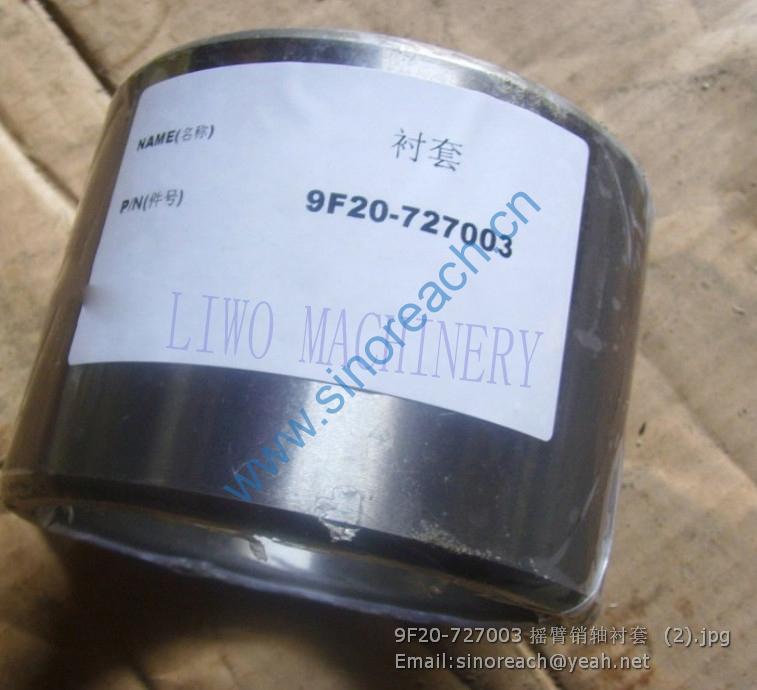 NAME(名称) 衬套
P/N(件号) 9F20-727003
LIWO MACHINERY
www.sinoreach.cn
9F20-727003 摇臂销轴衬套 (2).jpg
Email:sinoreach@yeah.net